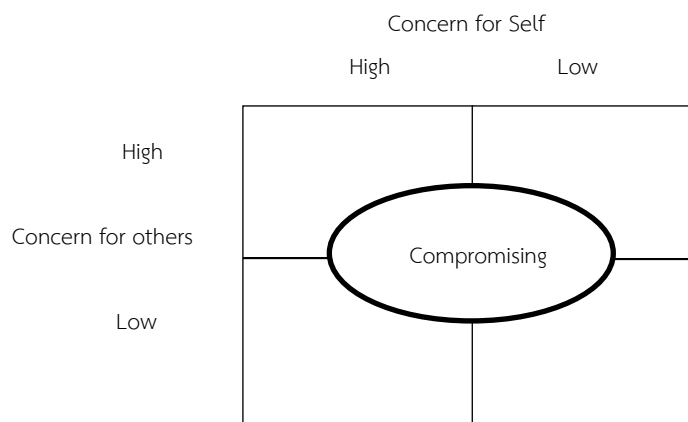 Concern for Self
High Low
High
Concern for others
Compromising
Low